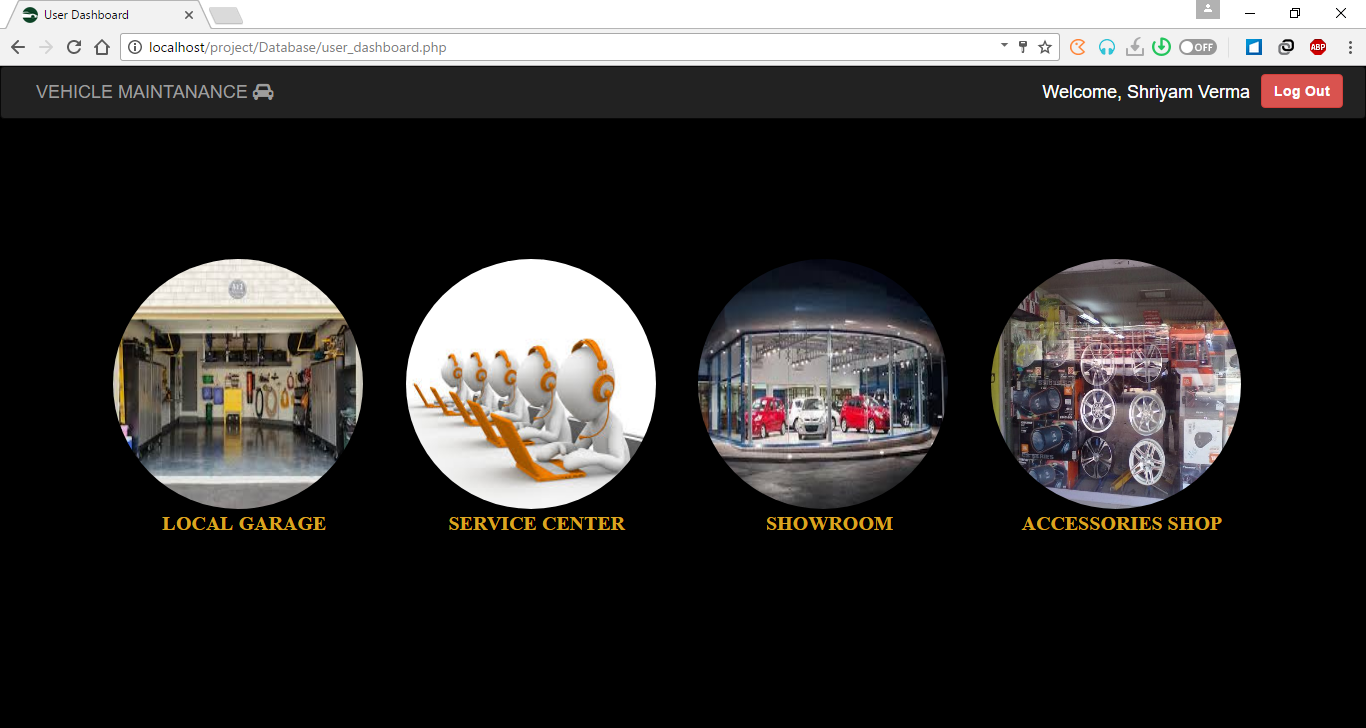 User Dashboard
localhost/project/Database/user_dashboard.php
OFF
ABP
VEHICLE MAINTANANCE
Welcome, Shriyam Verma
Log Out
LOCAL GARAGE
SERVICE CENTER
SHOWROOM
ACCESSORIES SHOP